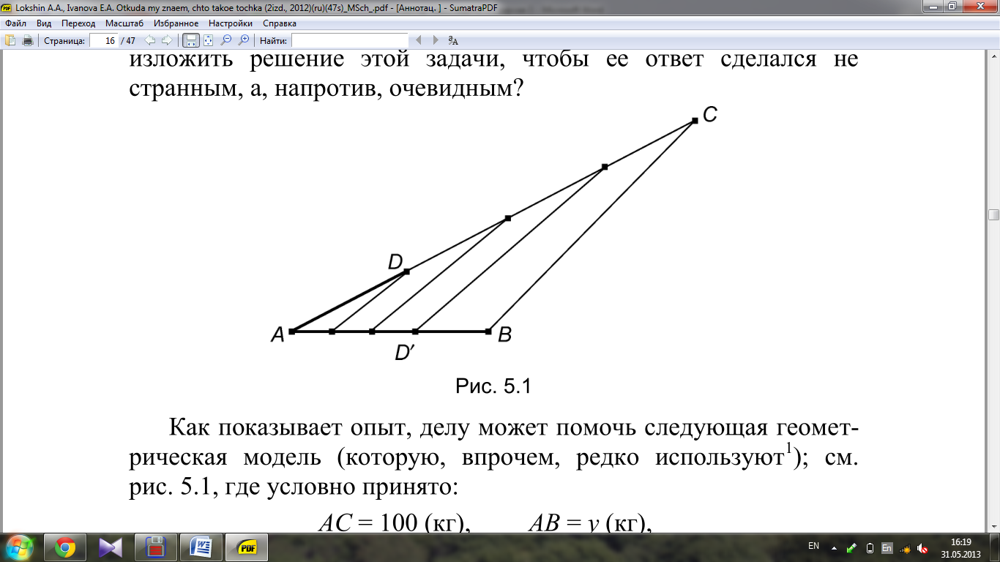 Lokshin A.A., Ivanova E.A. Otkuda my znaem, chto takoe tochka (2izd., 2012)(ru)(47s)_MSch_.pdf - [Аннотац. ] - SumatraPDF
Файл Вид Переход Масштаб Избранное Настройки Справка
Страница: 16 / 47 Найти:
изложить решение этой задачи, чтобы ее ответ сделался не
странным, а, напротив, очевидным?
C
D
A
B
D′
Рис. 5.1
Как показывает опыт, делу может помочь следующая геомет-
рическая модель (которую, впрочем, редко используют1); см.
рис. 5.1, где условно принято:
AC = 100 (кг), AB = y (кг),
EN En 16:19
31.05.2013